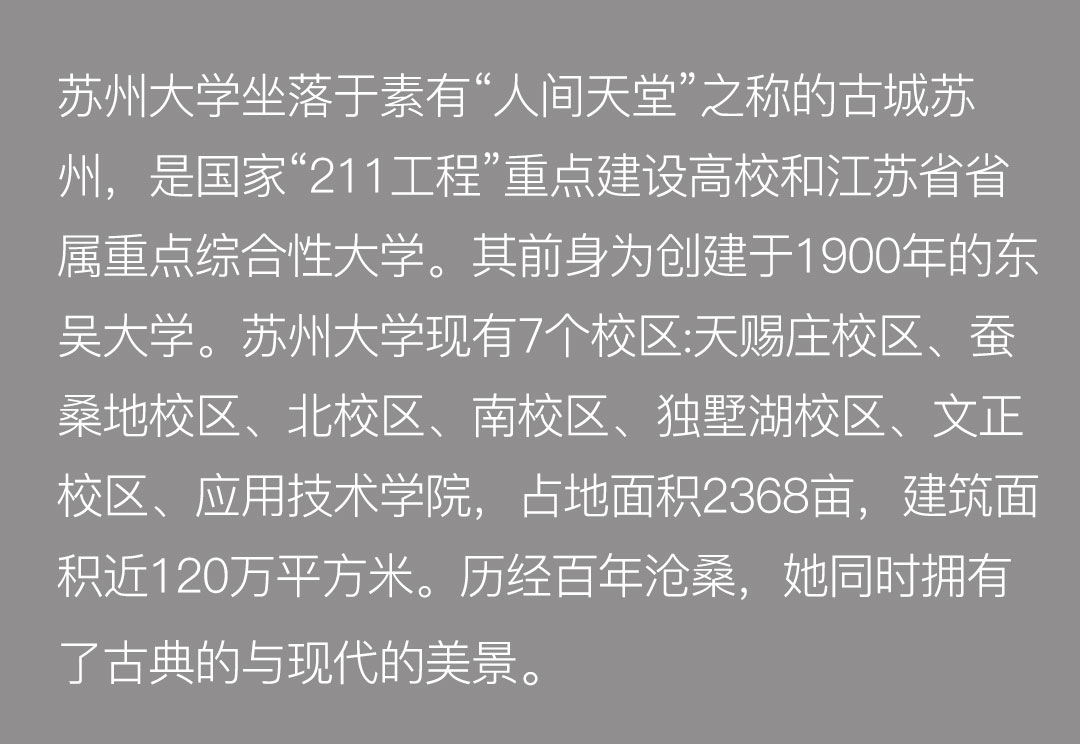 苏州大学坐落于素有“人间天堂”之称的古城苏
州，是国家“211工程”重点建设高校和江苏省省
属重点综合性大学。其前身为创建于1900年的东
吴大学。苏州大学现有7个校区:天赐庄校区、蚕
桑地校区、北校区、南校区、独墅湖校区、文正
校区、应用技术学院，占地面积2368亩，建筑面
积近120万平方米。历经百年沧桑，她同时拥有
了古典的与现代的美景。